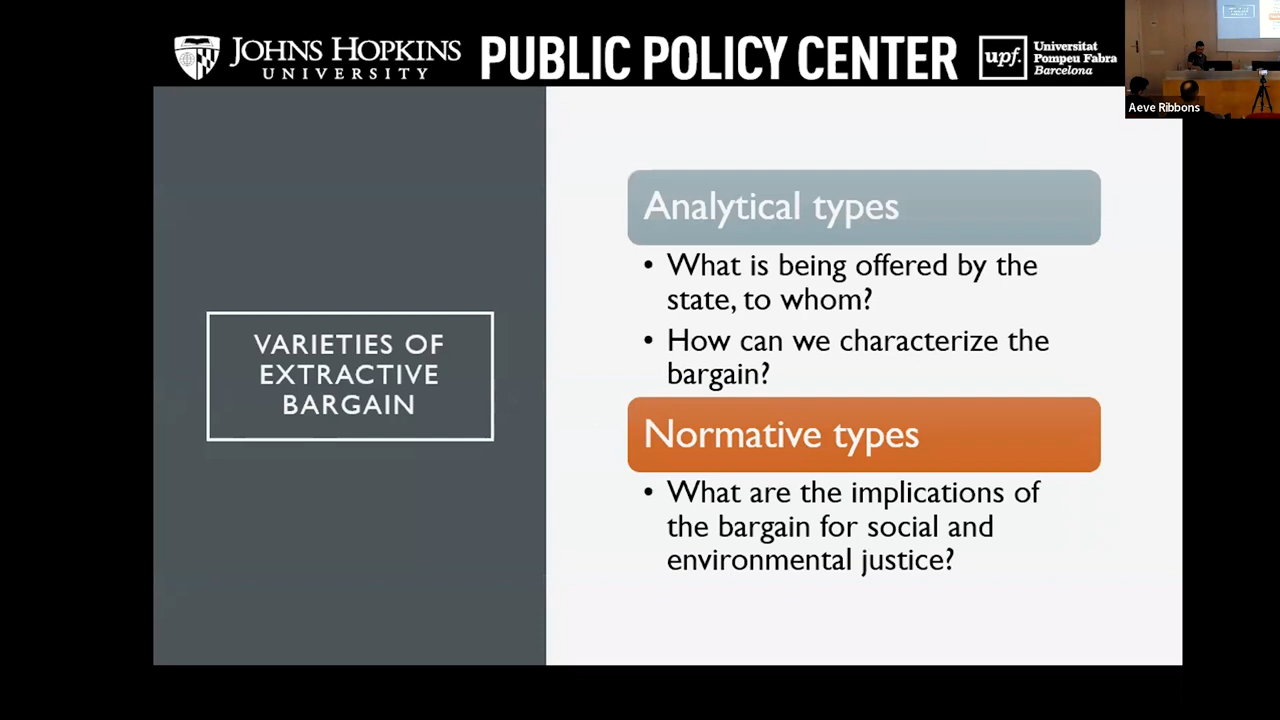 JOHNS HOPKINS
UNIVERSITY
PUBLIC POLICY CENTER
upf.
Universitat
Pompeu Fabra
Barcelona
Aeve Ribbons
VARIETIES OF
EXTRACTIVE
BARGAIN
Analytical types
• What is being offered by the
state, to whom?
• How can we characterize the
bargain?
Normative types
• What are the implications of
the bargain for social and
environmental justice?